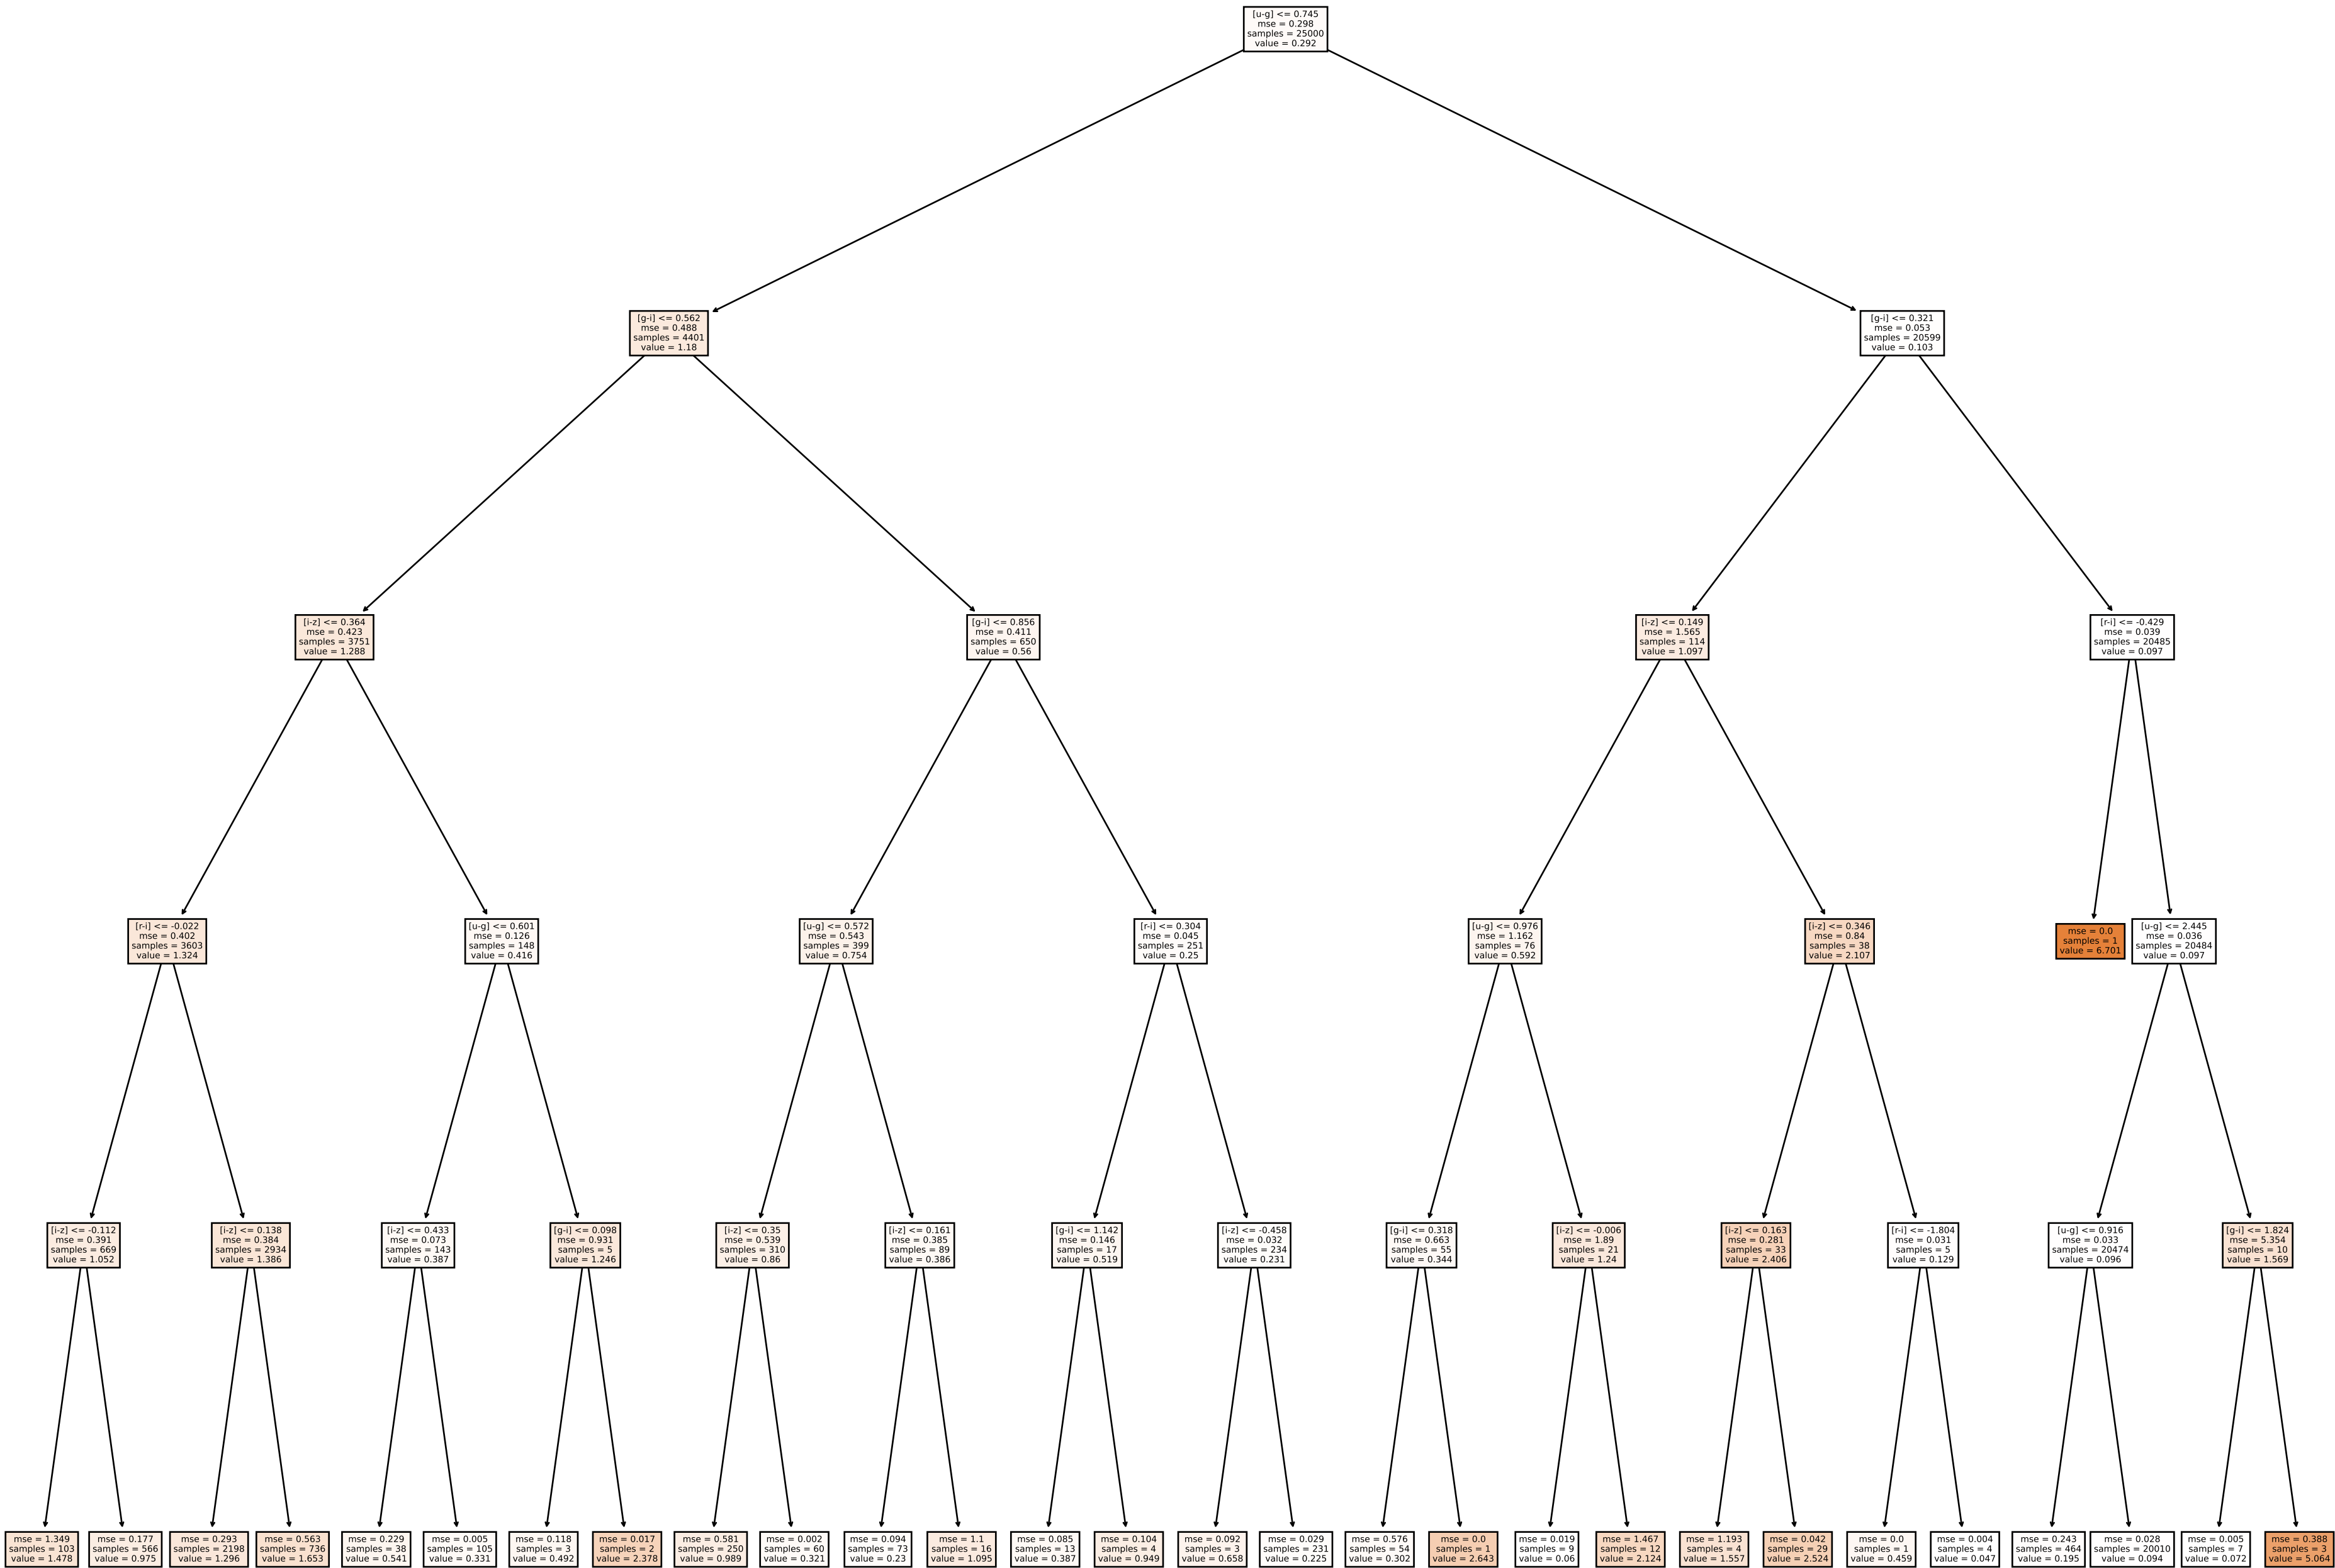 [u-g] <= 0.745
mse = 0.298
samples = 25000
value = 0.292
[g-i] <= 0.562
mse = 0.488
samples = 4401
value = 1.18
[g-i] <= 0.321
mse = 0.053
samples = 20599
value = 0.103
[i-z] <= 0.364
mse = 0.423
samples = 3751
value = 1.288
[g-i] <= 0.856
mse = 0.411
samples = 650
value = 0.56
[i-z] <= 0.149
mse = 1.565
samples = 114
value = 1.097
[r-i] <= -0.429
mse = 0.039
samples = 20485
value = 0.097
[r-i] <= -0.022
mse = 0.402
samples = 3603
value = 1.324
[u-g] <= 0.601
mse = 0.126
samples = 148
value = 0.416
[u-g] <= 0.572
mse = 0.543
samples = 399
value = 0.754
[r-i] <= 0.304
mse = 0.045
samples = 251
value = 0.25
[u-g] <= 0.976
mse = 1.162
samples = 76
value = 0.592
[i-z] <= 0.346
mse = 0.84
samples = 38
value = 2.107
mse = 0.0
samples = 1
value = 6.701
[u-g] <= 2.445
mse = 0.036
samples = 20484
value = 0.097
[i-z] <= -0.112
mse = 0.391
samples = 669
value = 1.052
[i-z] <= 0.138
mse = 0.384
samples = 2934
value = 1.386
[i-z] <= 0.433
mse = 0.073
samples = 143
value = 0.387
[g-i] <= 0.098
mse = 0.931
samples = 5
value = 1.246
[i-z] <= 0.35
mse = 0.539
samples = 310
value = 0.86
[i-z] <= 0.161
mse = 0.385
samples = 89
value = 0.386
[g-i] <= 1.142
mse = 0.146
samples = 17
value = 0.519
[i-z] <= -0.458
mse = 0.032
samples = 234
value = 0.231
[g-i] <= 0.318
mse = 0.663
samples = 55
value = 0.344
[i-z] <= -0.006
mse = 1.89
samples = 21
value = 1.24
[i-z] <= 0.163
mse = 0.281
samples = 33
value = 2.406
[r-i] <= -1.804
mse = 0.031
samples = 5
value = 0.129
[u-g] <= 0.916
mse = 0.033
samples = 20474
value = 0.096
[g-i] <= 1.824
mse = 5.354
samples = 10
value = 1.569
mse = 1.349
samples = 103
value = 1.478
mse = 0.177
samples = 566
value = 0.975
mse = 0.293
samples = 2198
value = 1.296
mse = 0.563
samples = 736
value = 1.653
mse = 0.229
samples = 38
value = 0.541
mse = 0.005
samples = 105
value = 0.331
mse = 0.118
samples = 3
value = 0.492
mse = 0.017
samples = 2
value = 2.378
mse = 0.581
samples = 250
value = 0.989
mse = 0.002
samples = 60
value = 0.321
mse = 0.094
samples = 73
value = 0.23
mse = 1.1
samples = 16
value = 1.095
mse = 0.085
samples = 13
value = 0.387
mse = 0.104
samples = 4
value = 0.949
mse = 0.092
samples = 3
value = 0.658
mse = 0.029
samples = 231
value = 0.225
mse = 0.576
samples = 54
value = 0.302
mse = 0.0
samples = 1
value = 2.643
mse = 0.019
samples = 9
value = 0.06
mse = 1.467
samples = 12
value = 2.124
mse = 1.193
samples = 4
value = 1.557
mse = 0.042
samples = 29
value = 2.524
mse = 0.0
samples = 1
value = 0.459
mse = 0.004
samples = 4
value = 0.047
mse = 0.243
samples = 464
value = 0.195
mse = 0.028
samples = 20010
value = 0.094
mse = 0.005
samples = 7
value = 0.072
mse = 0.388
samples = 3
value = 5.064